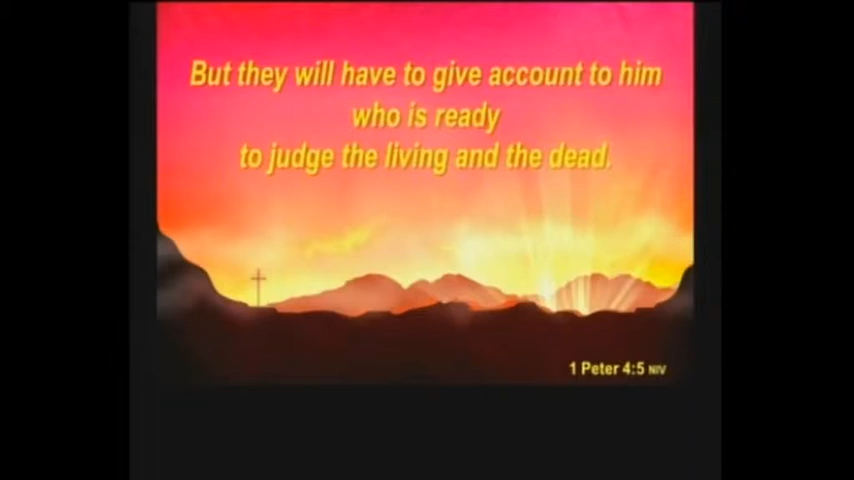 But they will have to give account to him
who is ready
to judge the living and the dead.
1 Peter 4:5 NIV